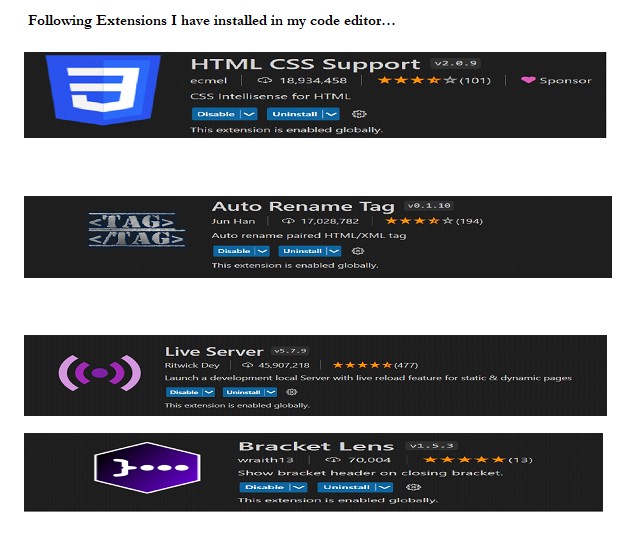 Following Extensions I have installed in my code editor…
HTML CSS Support v2.0.9
ecmel | 18,934,458 | (101) | Sponsor
CSS Intellisense for HTML
Disable Uninstall
This extension is enabled globally.
<TAG>
</TAG>
Auto Rename Tag v0.1.10
Jun Han | 17,028,782 | (194)
Auto rename paired HTML/XML tag
Disable Uninstall
This extension is enabled globally.
Live Server v5.7.9
Ritwick Dey | 45,907,218 | (477)
Launch a development local Server with live reload feature for static & dynamic pages
Disable Uninstall
This extension is enabled globally.
Bracket Lens v1.5.3
wraith13 | 70,004 | (13)
Show bracket header on closing bracket.
Disable Uninstall
This extension is enabled globally.